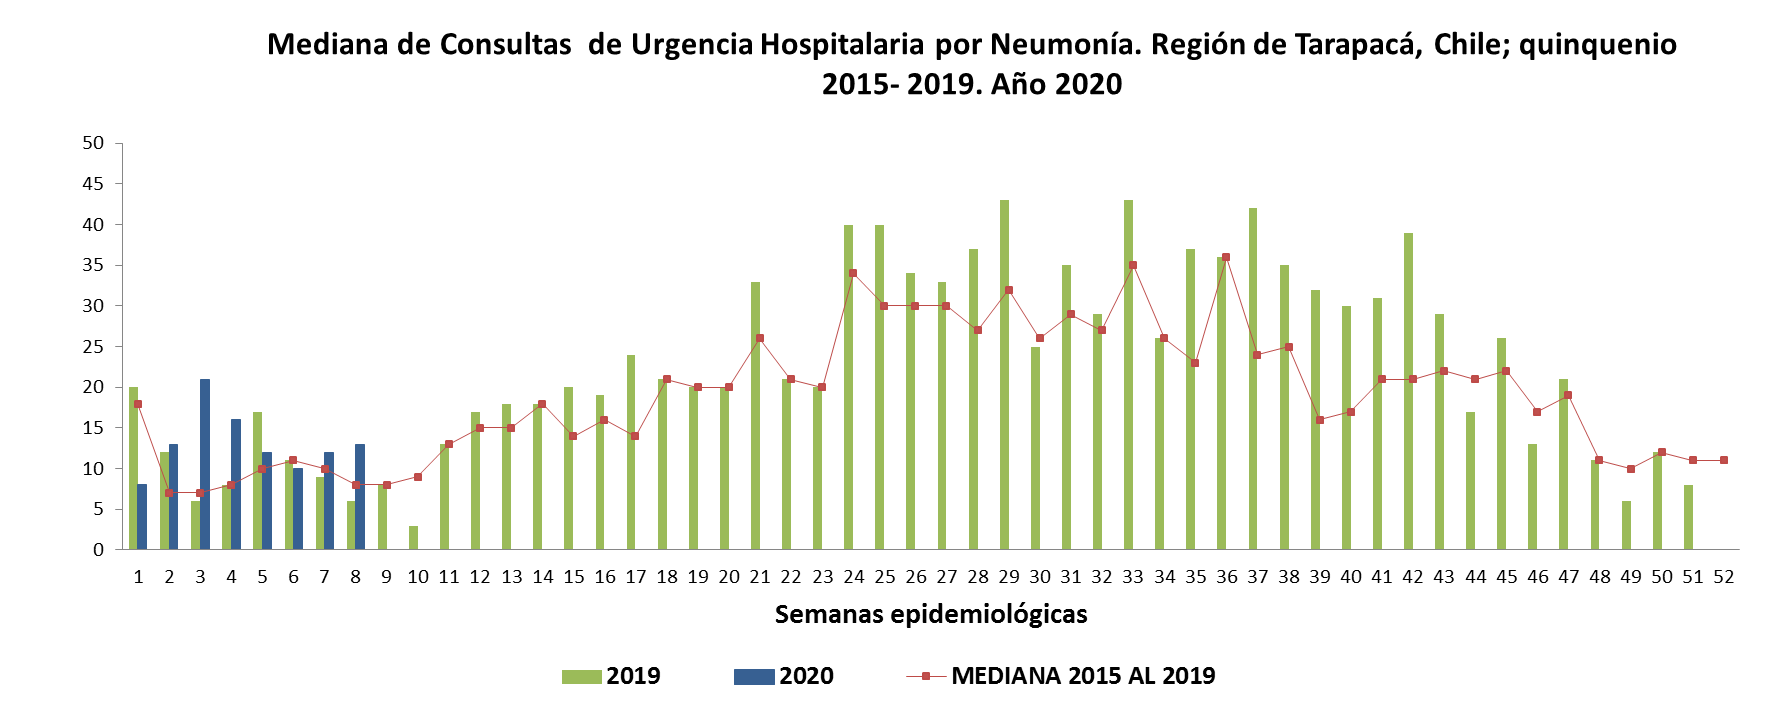 Mediana de Consultas  de Urgencia Hospitalaria por Neumonía. Región de Tarapacá, Chile; quinquenio
2015- 2019. Año 2020
50
45
40
35
30
25
20
15
10
5
0
1 2 3 4 5 6 7 8 9 10 11 12 13 14 15 16 17 18 19 20 21 22 23 24 25 26 27 28 29 30 31 32 33 34 35 36 37 38 39 40 41 42 43 44 45 46 47 48 49 50 51 52
Semanas epidemiológicas
2019 2020 MEDIANA 2015 AL 2019